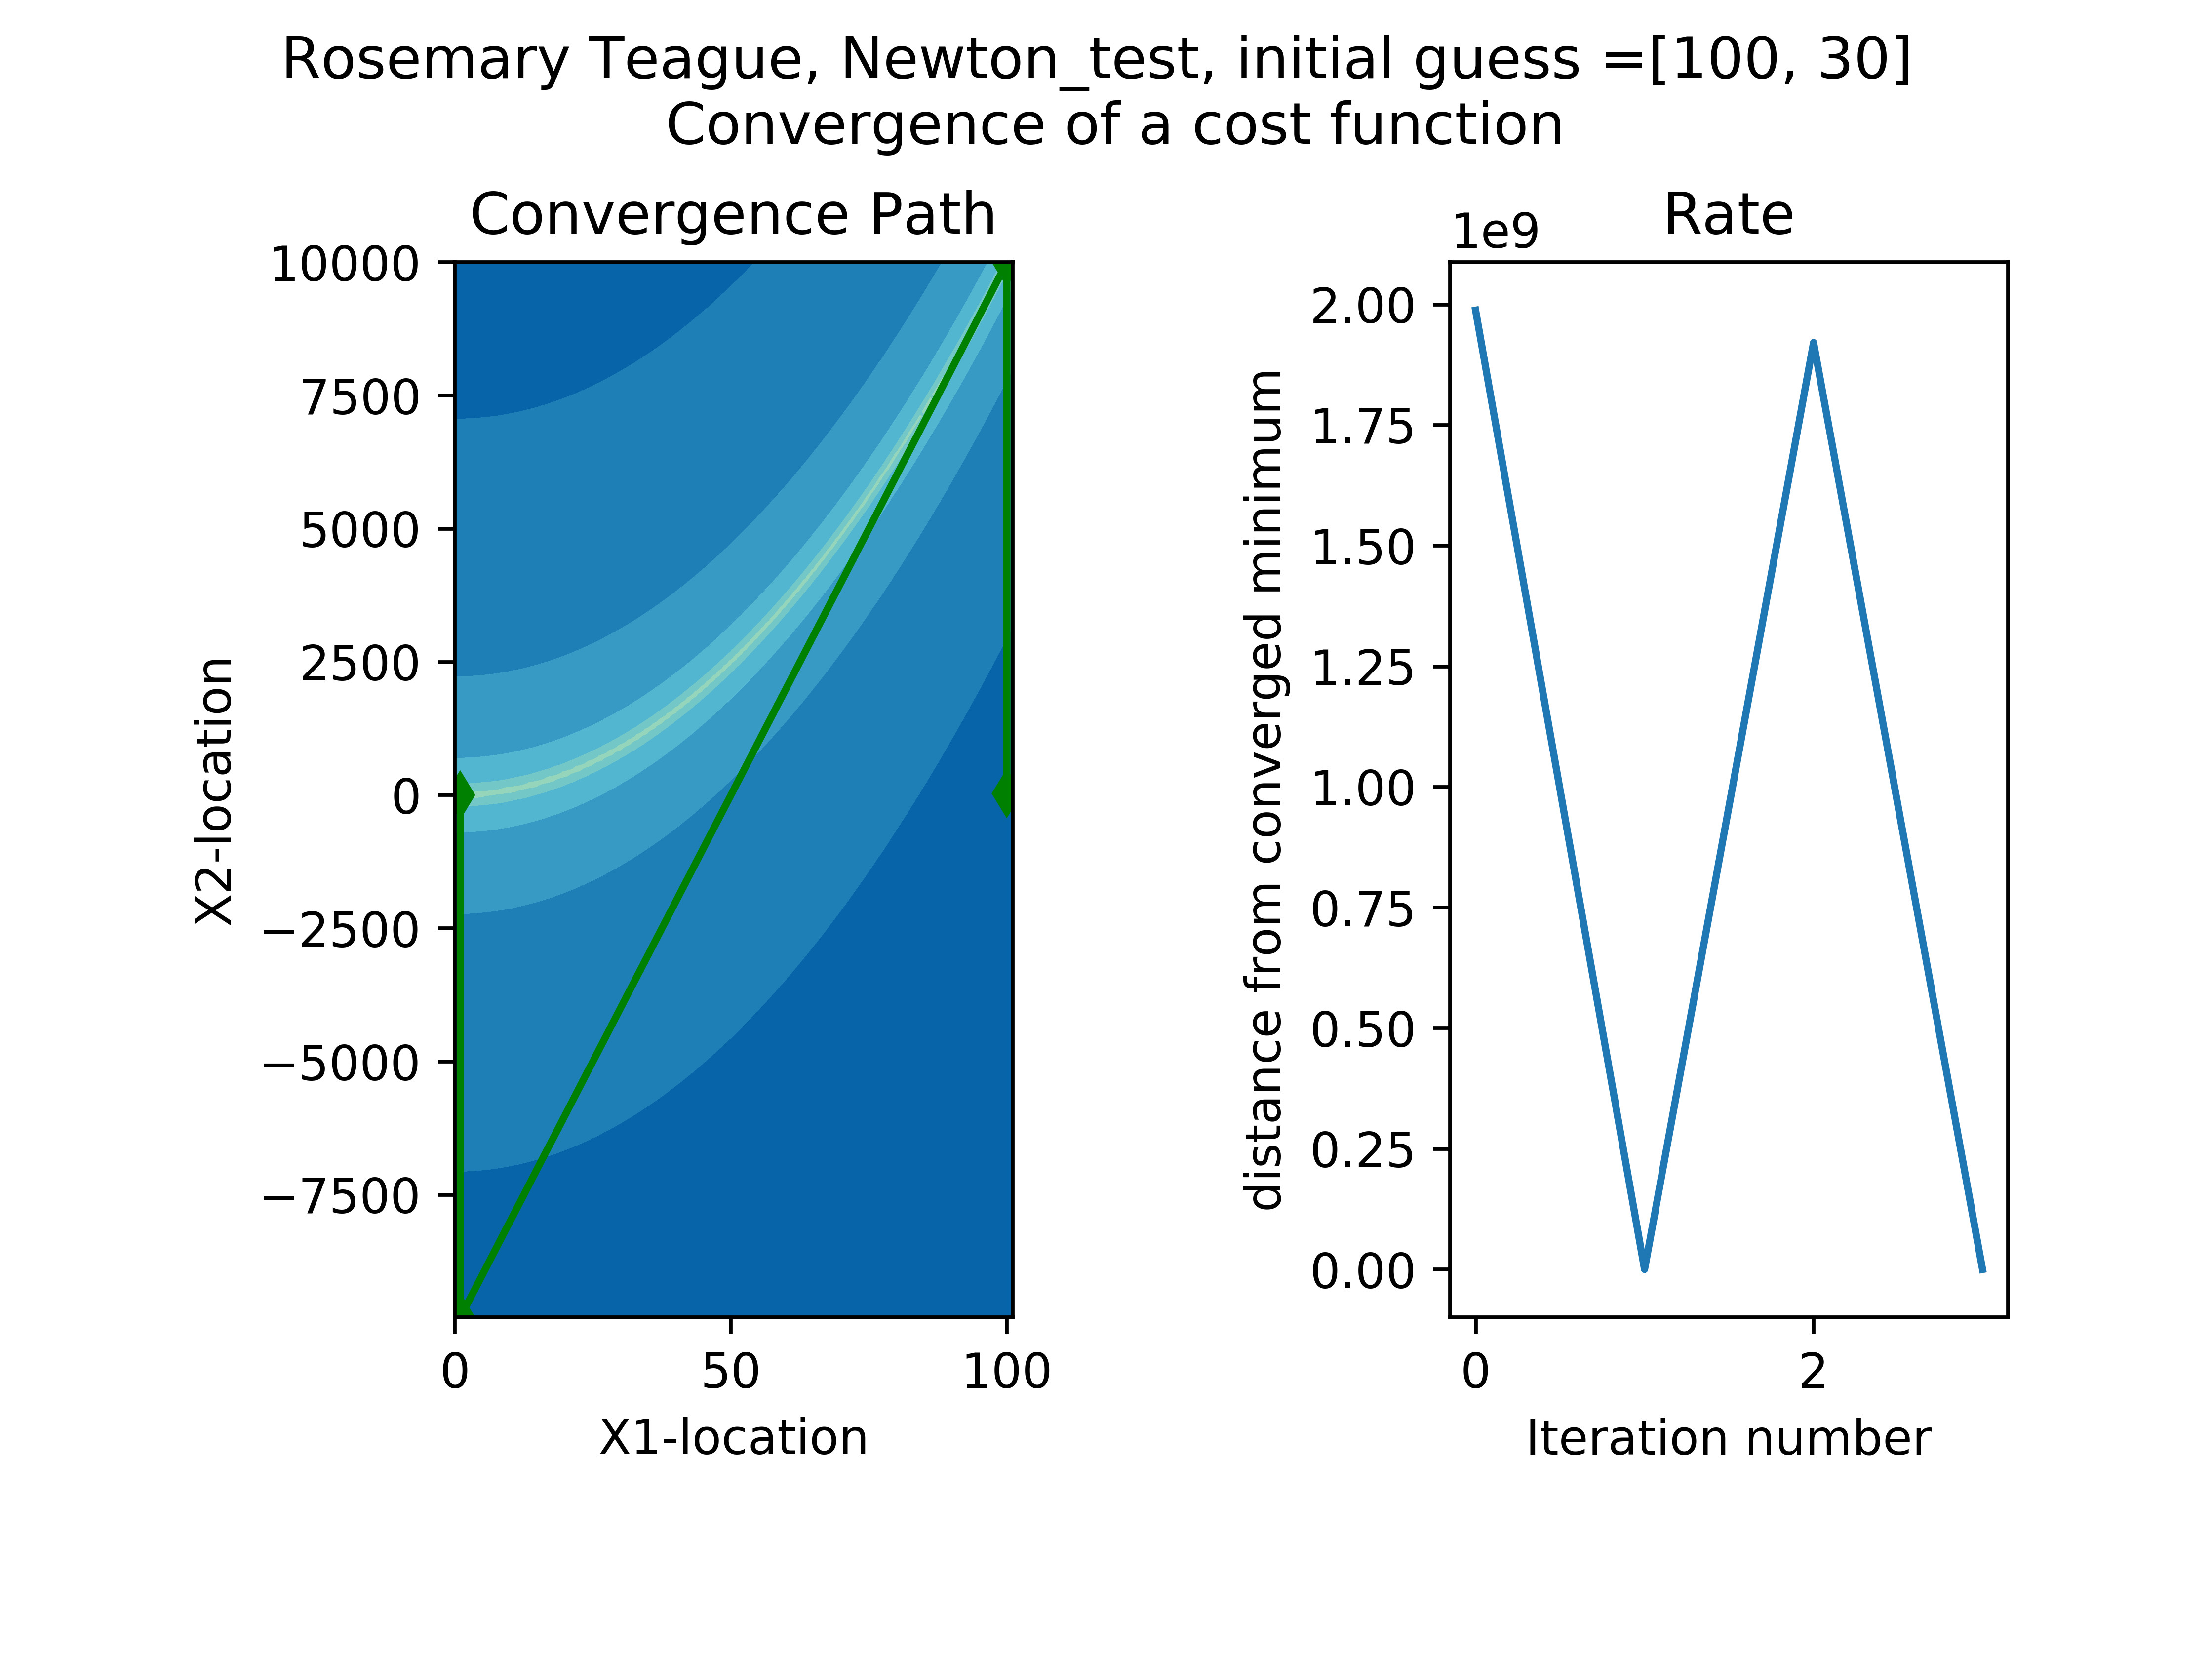 Rosemary Teague, Newton_test, initial guess =[100, 30]
Convergence of a cost function
Convergence Path
10000
7500
5000
2500
0
−2500
−5000
−7500
X2-location
0
50
100
X1-location
Rate
1e9
2.00
1.75
1.50
1.25
1.00
0.75
0.50
0.25
0.00
distance from converged minimum
0
2
Iteration number